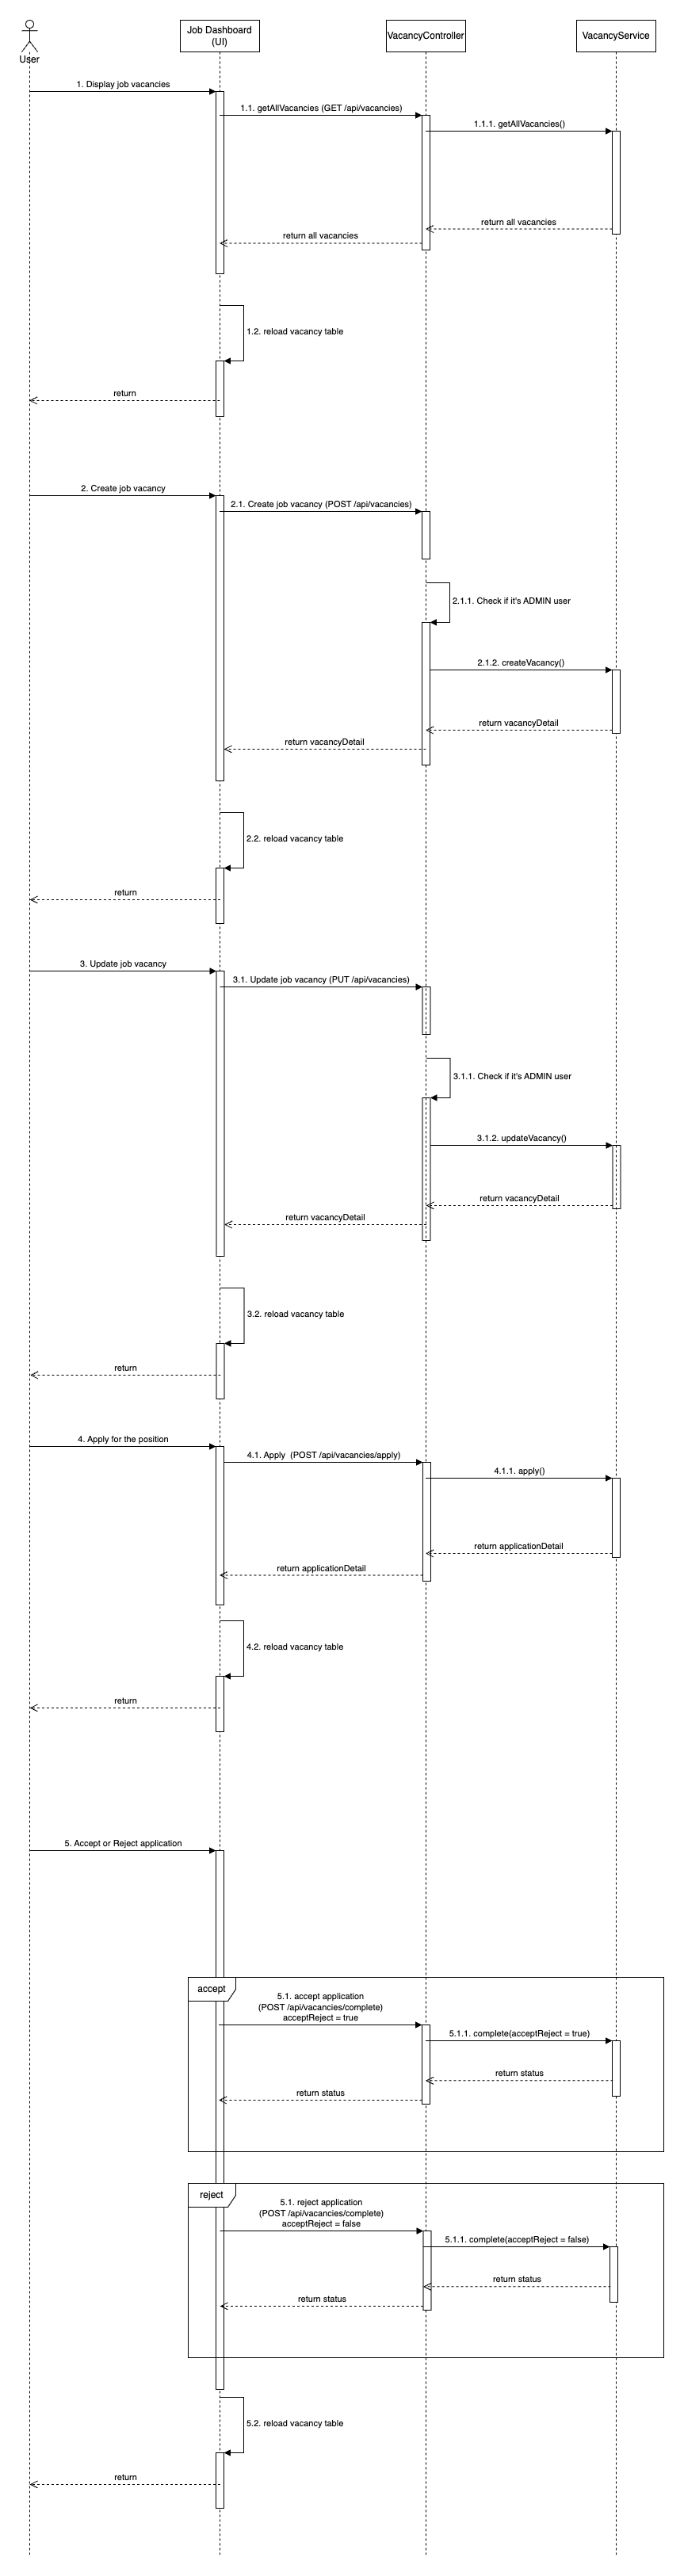 Job Dashboard
(UI)
VacancyController
VacancyService
User
1. Display job vacancies
1.1. getAllVacancies (GET /api/vacancies)
1.1.1. getAllVacancies()
return all vacancies
return all vacancies
1.2. reload vacancy table
return
2. Create job vacancy
2.1. Create job vacancy (POST /api/vacancies)
2.1.1. Check if it's ADMIN user
2.1.2. createVacancy()
return vacancyDetail
return vacancyDetail
2.2. reload vacancy table
return
3. Update job vacancy
3.1. Update job vacancy (PUT /api/vacancies)
3.1.1. Check if it's ADMIN user
3.1.2. updateVacancy()
return vacancyDetail
return vacancyDetail
3.2. reload vacancy table
return
4. Apply for the position
4.1. Apply  (POST /api/vacancies/apply)
4.1.1. apply()
return applicationDetail
return applicationDetail
4.2. reload vacancy table
return
5. Accept or Reject application
accept
5.1. accept application
(POST /api/vacancies/complete)
acceptReject = true
5.1.1. complete(acceptReject = true)
return status
return status
reject
5.1. reject application
(POST /api/vacancies/complete)
acceptReject = false
5.1.1. complete(acceptReject = false)
return status
return status
5.2. reload vacancy table
return